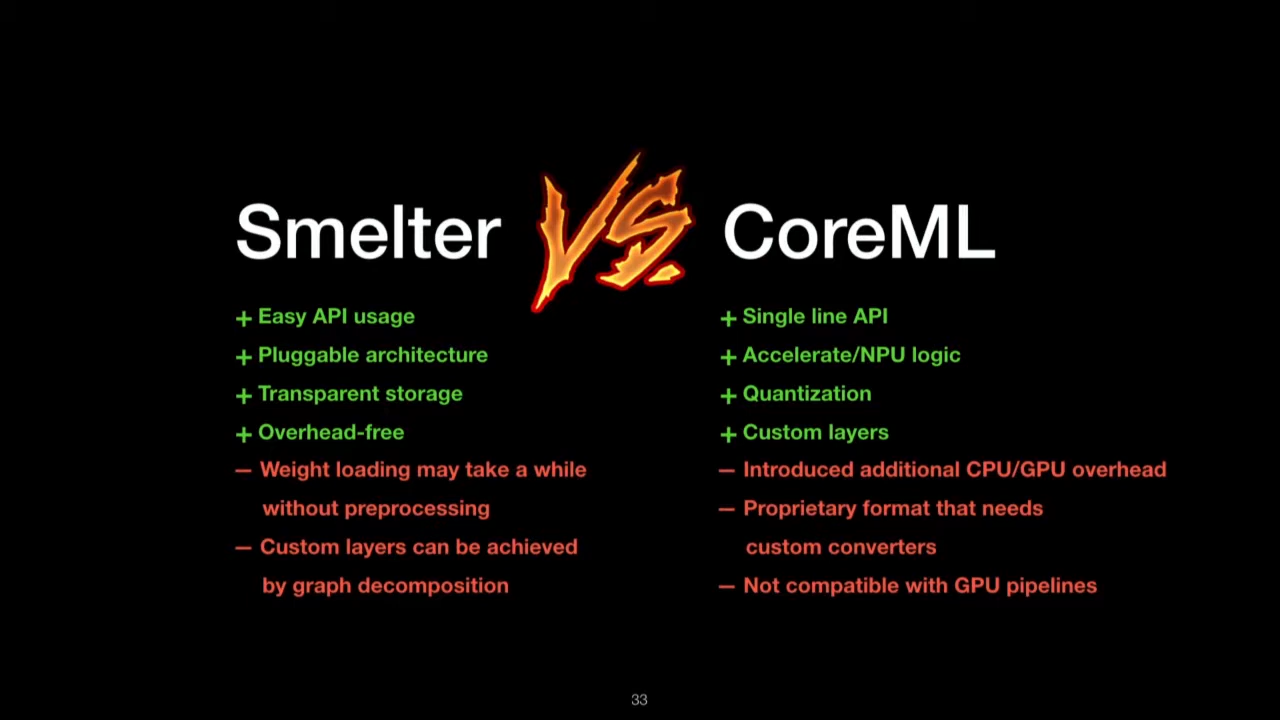 Smelter VS. CoreML
+ Easy API usage
+ Pluggable architecture
+ Transparent storage
+ Overhead-free
– Weight loading may take a while
without preprocessing
– Custom layers can be achieved
by graph decomposition
+ Single line API
+ Accelerate/NPU logic
+ Quantization
+ Custom layers
– Introduced additional CPU/GPU overhead
– Proprietary format that needs
custom converters
– Not compatible with GPU pipelines
33